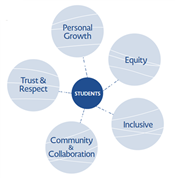 Personal
Growth
Equity
Trust &
Respect
STUDENTS
Inclusive
Community
&
Collaboration